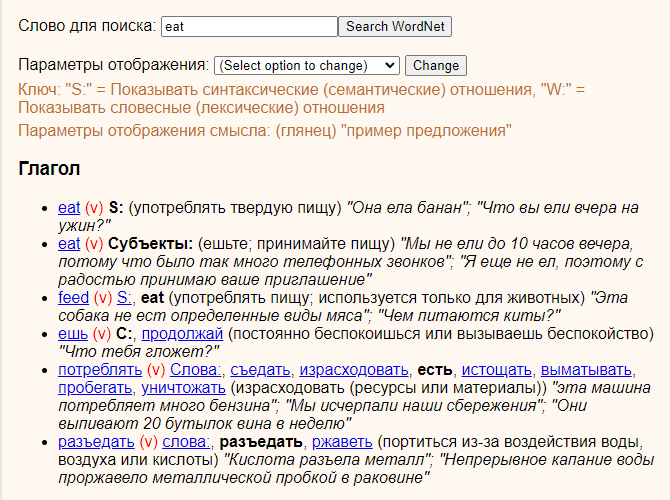 Слово для поиска: eat Search WordNet
Параметры отображения: (Select option to change) Change
Ключ: "S:" = Показывать синтаксические (семантические) отношения, "W:" =
Показывать словесные (лексические) отношения
Параметры отображения смысла: (глянец) "пример предложения"
Глагол
• eat (v) S: (употреблять твердую пищу) "Она ела банан"; "Что вы ели вчера на
ужин?"
• eat (v) Субъекты: (ешьте; принимайте пищу) "Мы не ели до 10 часов вечера,
потому что было так много телефонных звонков"; "Я еще не ел, поэтому с
радостью принимаю ваше приглашение"
• feed (v) S:, eat (употреблять пищу; используется только для животных) "Эта
собака не ест определенные виды мяса"; "Чем питаются киты?"
• ешь (v) С:, продолжай (постоянно беспокоишься или вызываешь беспокойство)
"Что тебя гложет?"
• потреблять (v) Слова:, съедать, израсходовать, есть, истощать, выматывать,
пробегать, уничтожать (израсходовать (ресурсы или материалы)) "эта машина
потребляет много бензина"; "Мы исчерпали наши сбережения"; "Они
выпивают 20 бутылок вина в неделю"
• разъедать (v) слова:, разъедать, ржаветь (портиться из-за воздействия воды,
воздуха или кислоты) "Кислота разъела металл"; "Непрерывное капание воды
проржавело металлической пробкой в раковине"